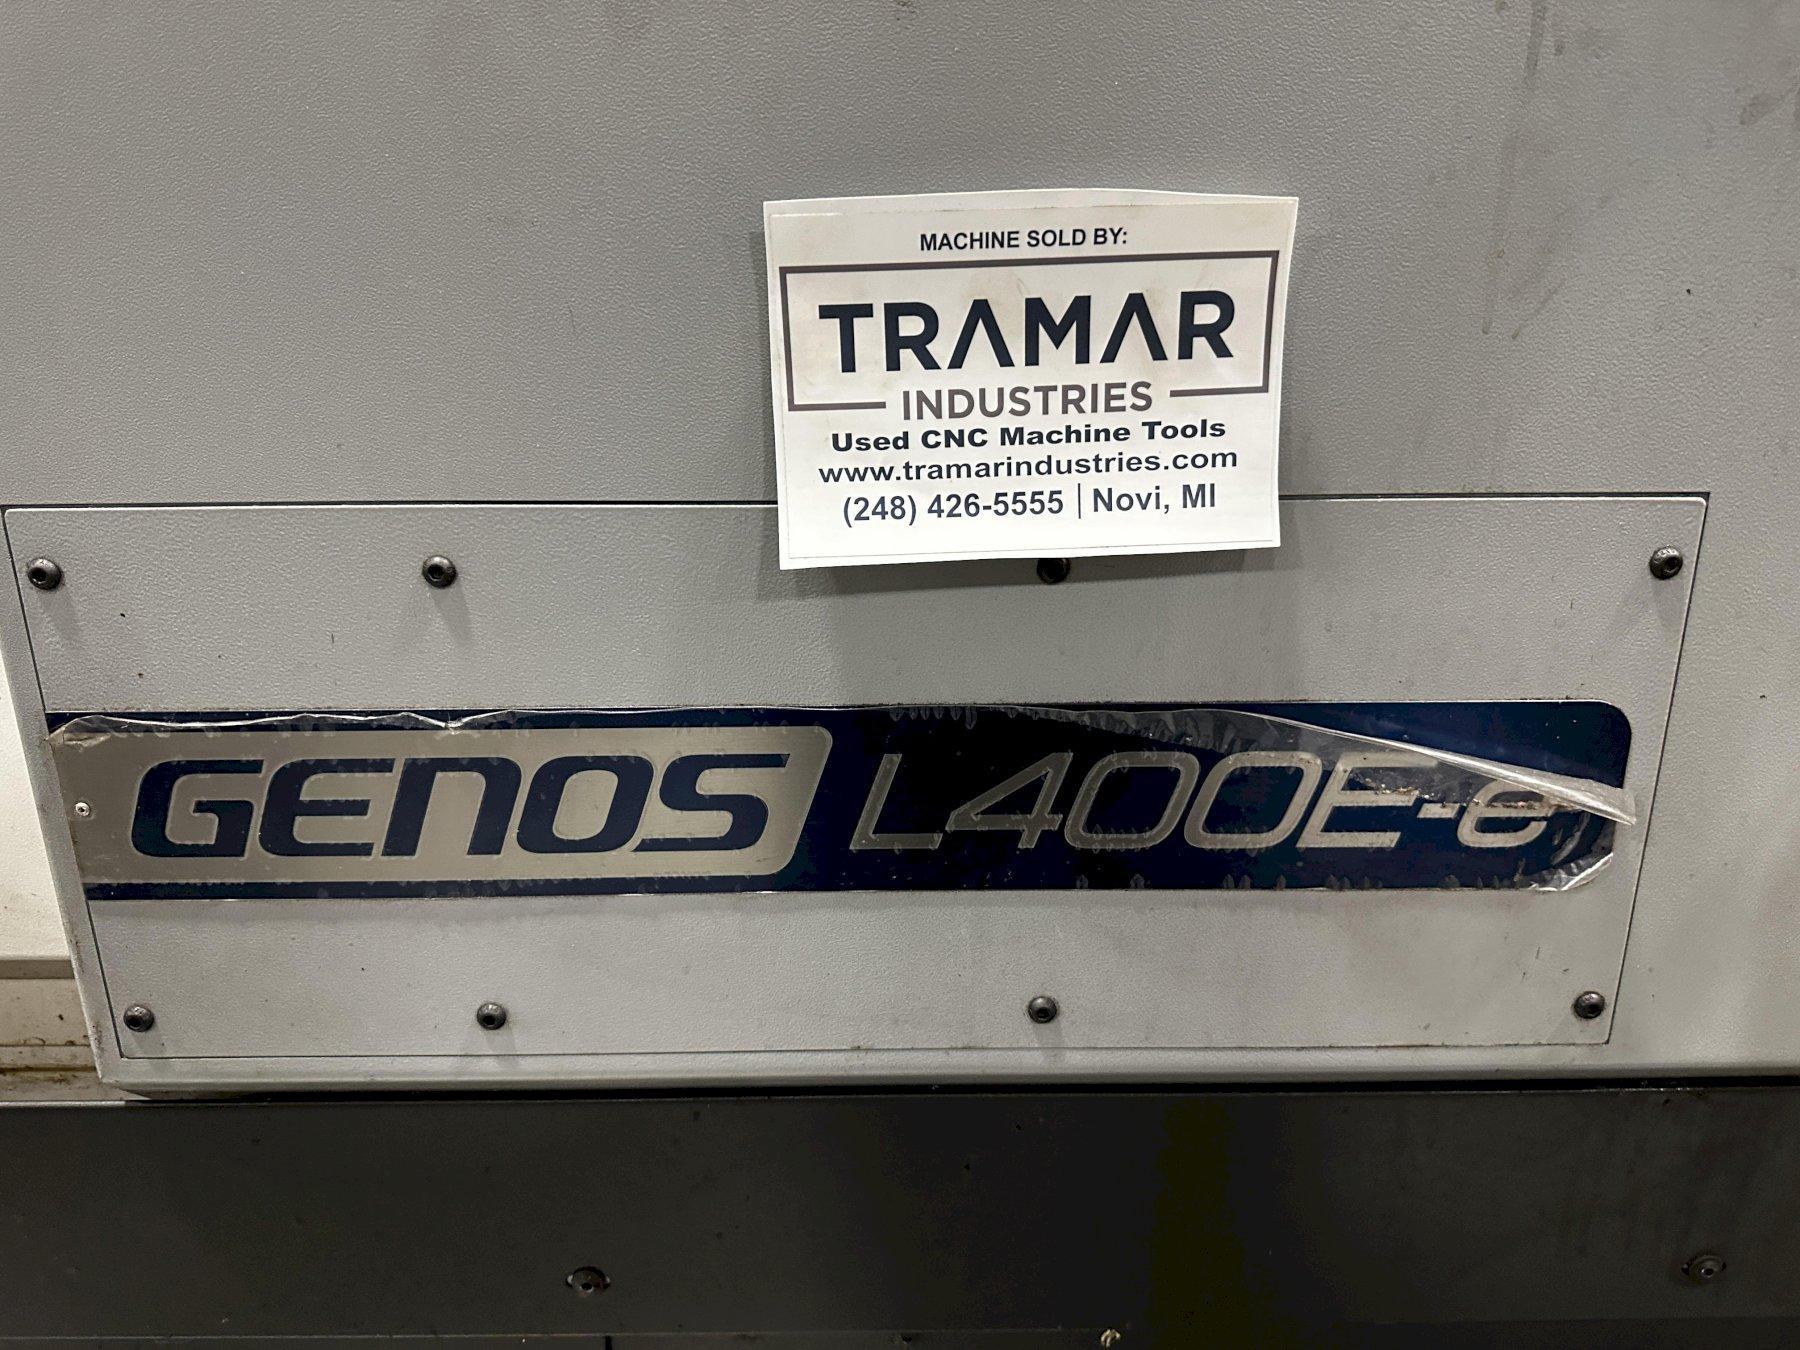 MACHINE SOLD BY:
TRAMAR
INDUSTRIES
Used CNC Machine Tools
www.tramarindustries.com
(248) 426-5555 | Novi, MI
GENOS L400E-e